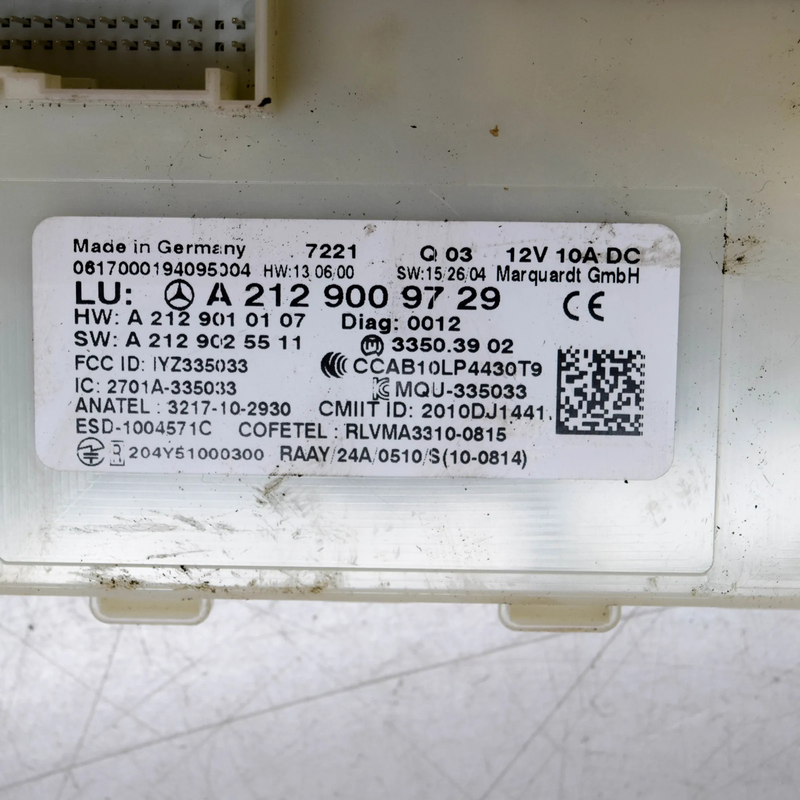 Made in Germany 7221 Q 03 12V 10A DC
0617000194095004 HW:13.06.00 SW:15/26/04 Marquardt GmbH
LU: A 212 900 97 29 CE
HW: A 212 901 01 07 Diag: 0012
SW: A 212 902 55 11 3350.3902
FCC ID: IYZ335033 CCAB10LP4430T9
IC: 2701A-335033 MQU-335033
ANATEL : 3217-10-2930 CMIIT ID: 2010DJ1441
ESD-1004571C COFETEL : RLVMA3310-0815
R 204Y51000300 RAAY/24A/0510/S(10-0814)